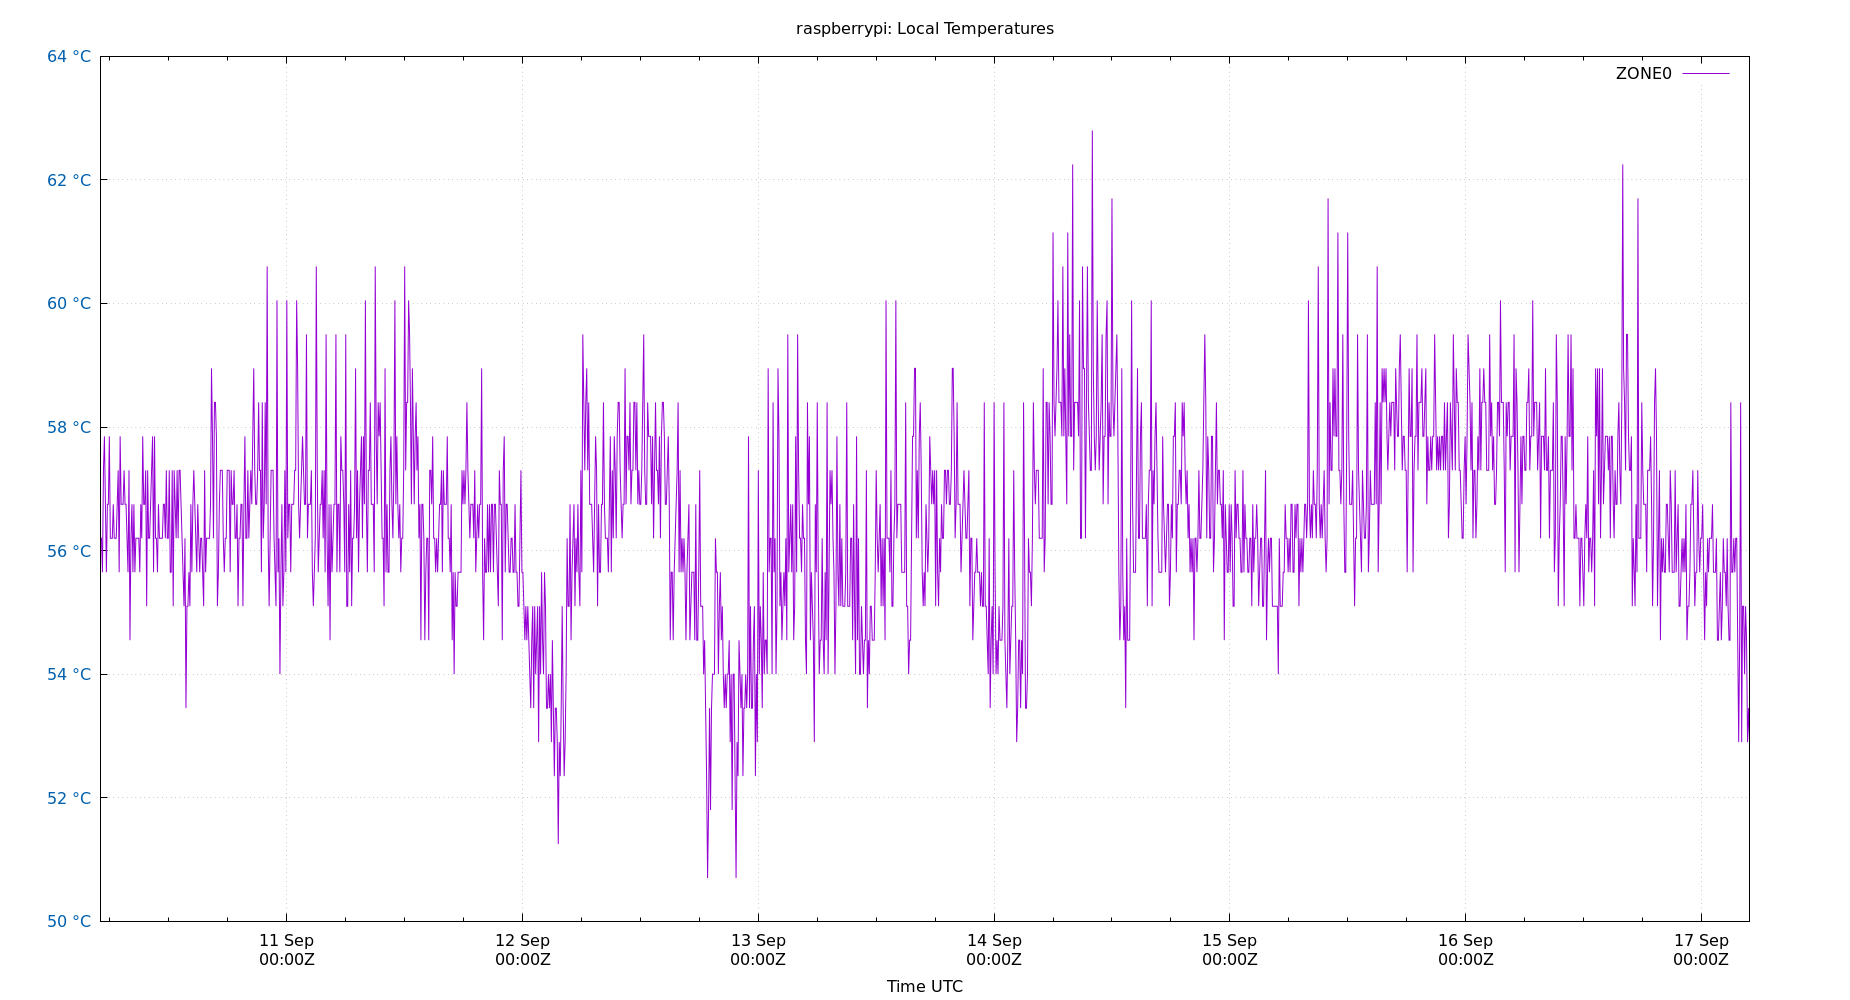 raspberrypi: Local Temperatures
64 °C
ZONE0
62 °C
60 °C
58 °C
56 °C
54 °C
52 °C
50 °C
11 Sep
00:00Z
12 Sep
00:00Z
13 Sep
00:00Z
14 Sep
00:00Z
15 Sep
00:00Z
16 Sep
00:00Z
17 Sep
00:00Z
Time UTC